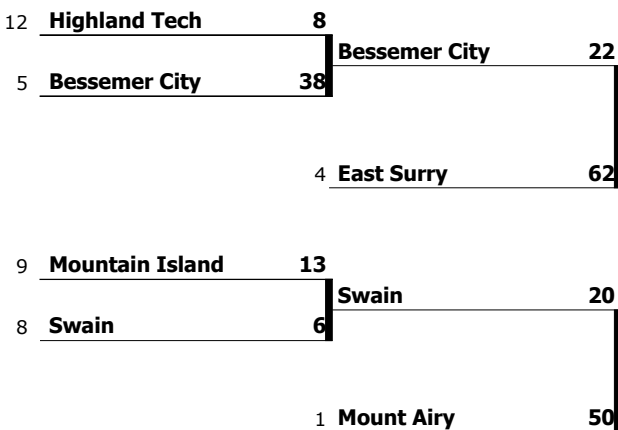 12 Highland Tech 8
Bessemer City 22
5 Bessemer City 38
4 East Surry 62
9 Mountain Island 13
Swain 20
8 Swain 6
1 Mount Airy 50